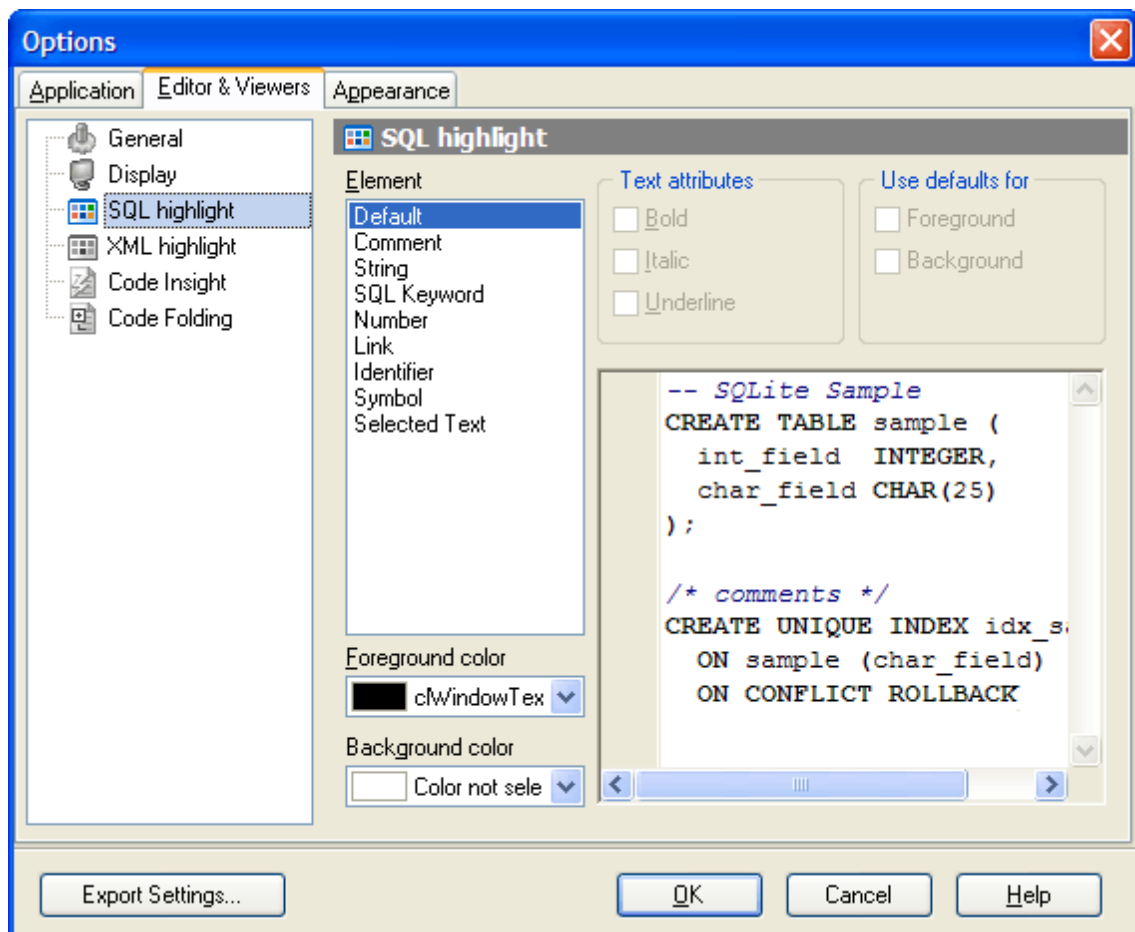 Options
Application
Editor & Viewers
Appearance
General
Display
SQL highlight
XML highlight
Code Insight
Code Folding
SQL highlight
Element
Default
Comment
String
SQL Keyword
Number
Link
Identifier
Symbol
Selected Text
Foreground color
clWindowTex
Background color
Color not sele
Text attributes
Bold
Italic
Underline
Use defaults for
Foreground
Background
-- SQLite Sample
CREATE TABLE sample (
int_field  INTEGER,
char_field CHAR(25)
);
/* comments */
CREATE UNIQUE INDEX idx_sa
ON sample (char_field)
ON CONFLICT ROLLBACK
Export Settings...
OK
Cancel
Help